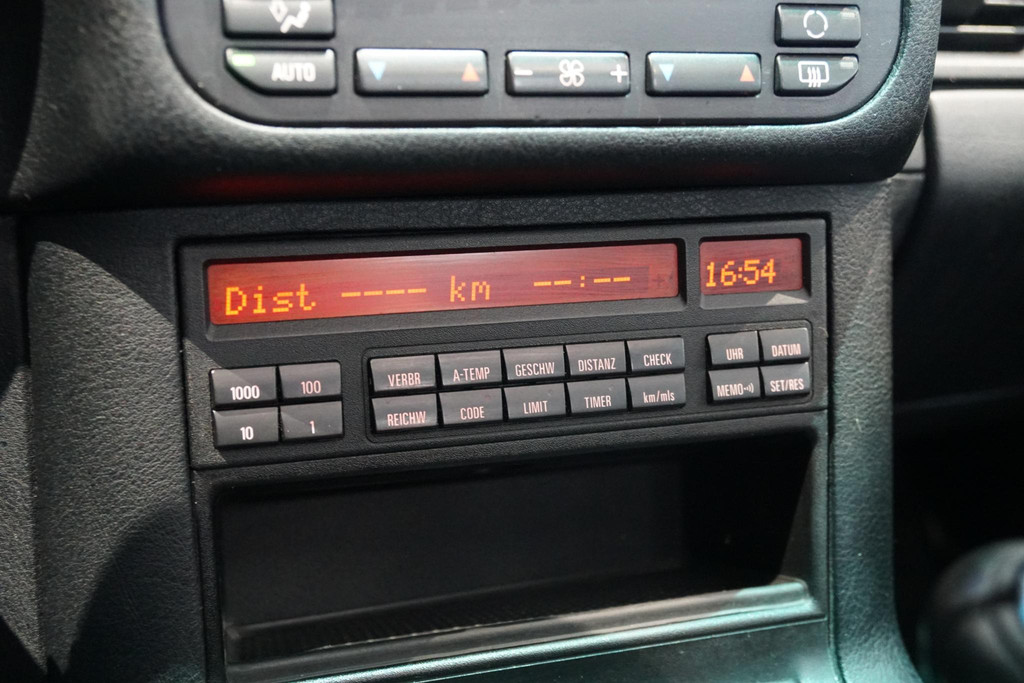 AUTO
- +
Dist ---- km --:--
16:54
1000 100
10 1
VERBR A-TEMP GESCHW DISTANZ CHECK
REICHW CODE LIMIT TIMER km/mls
UHR DATUM
MEMO SET/RES